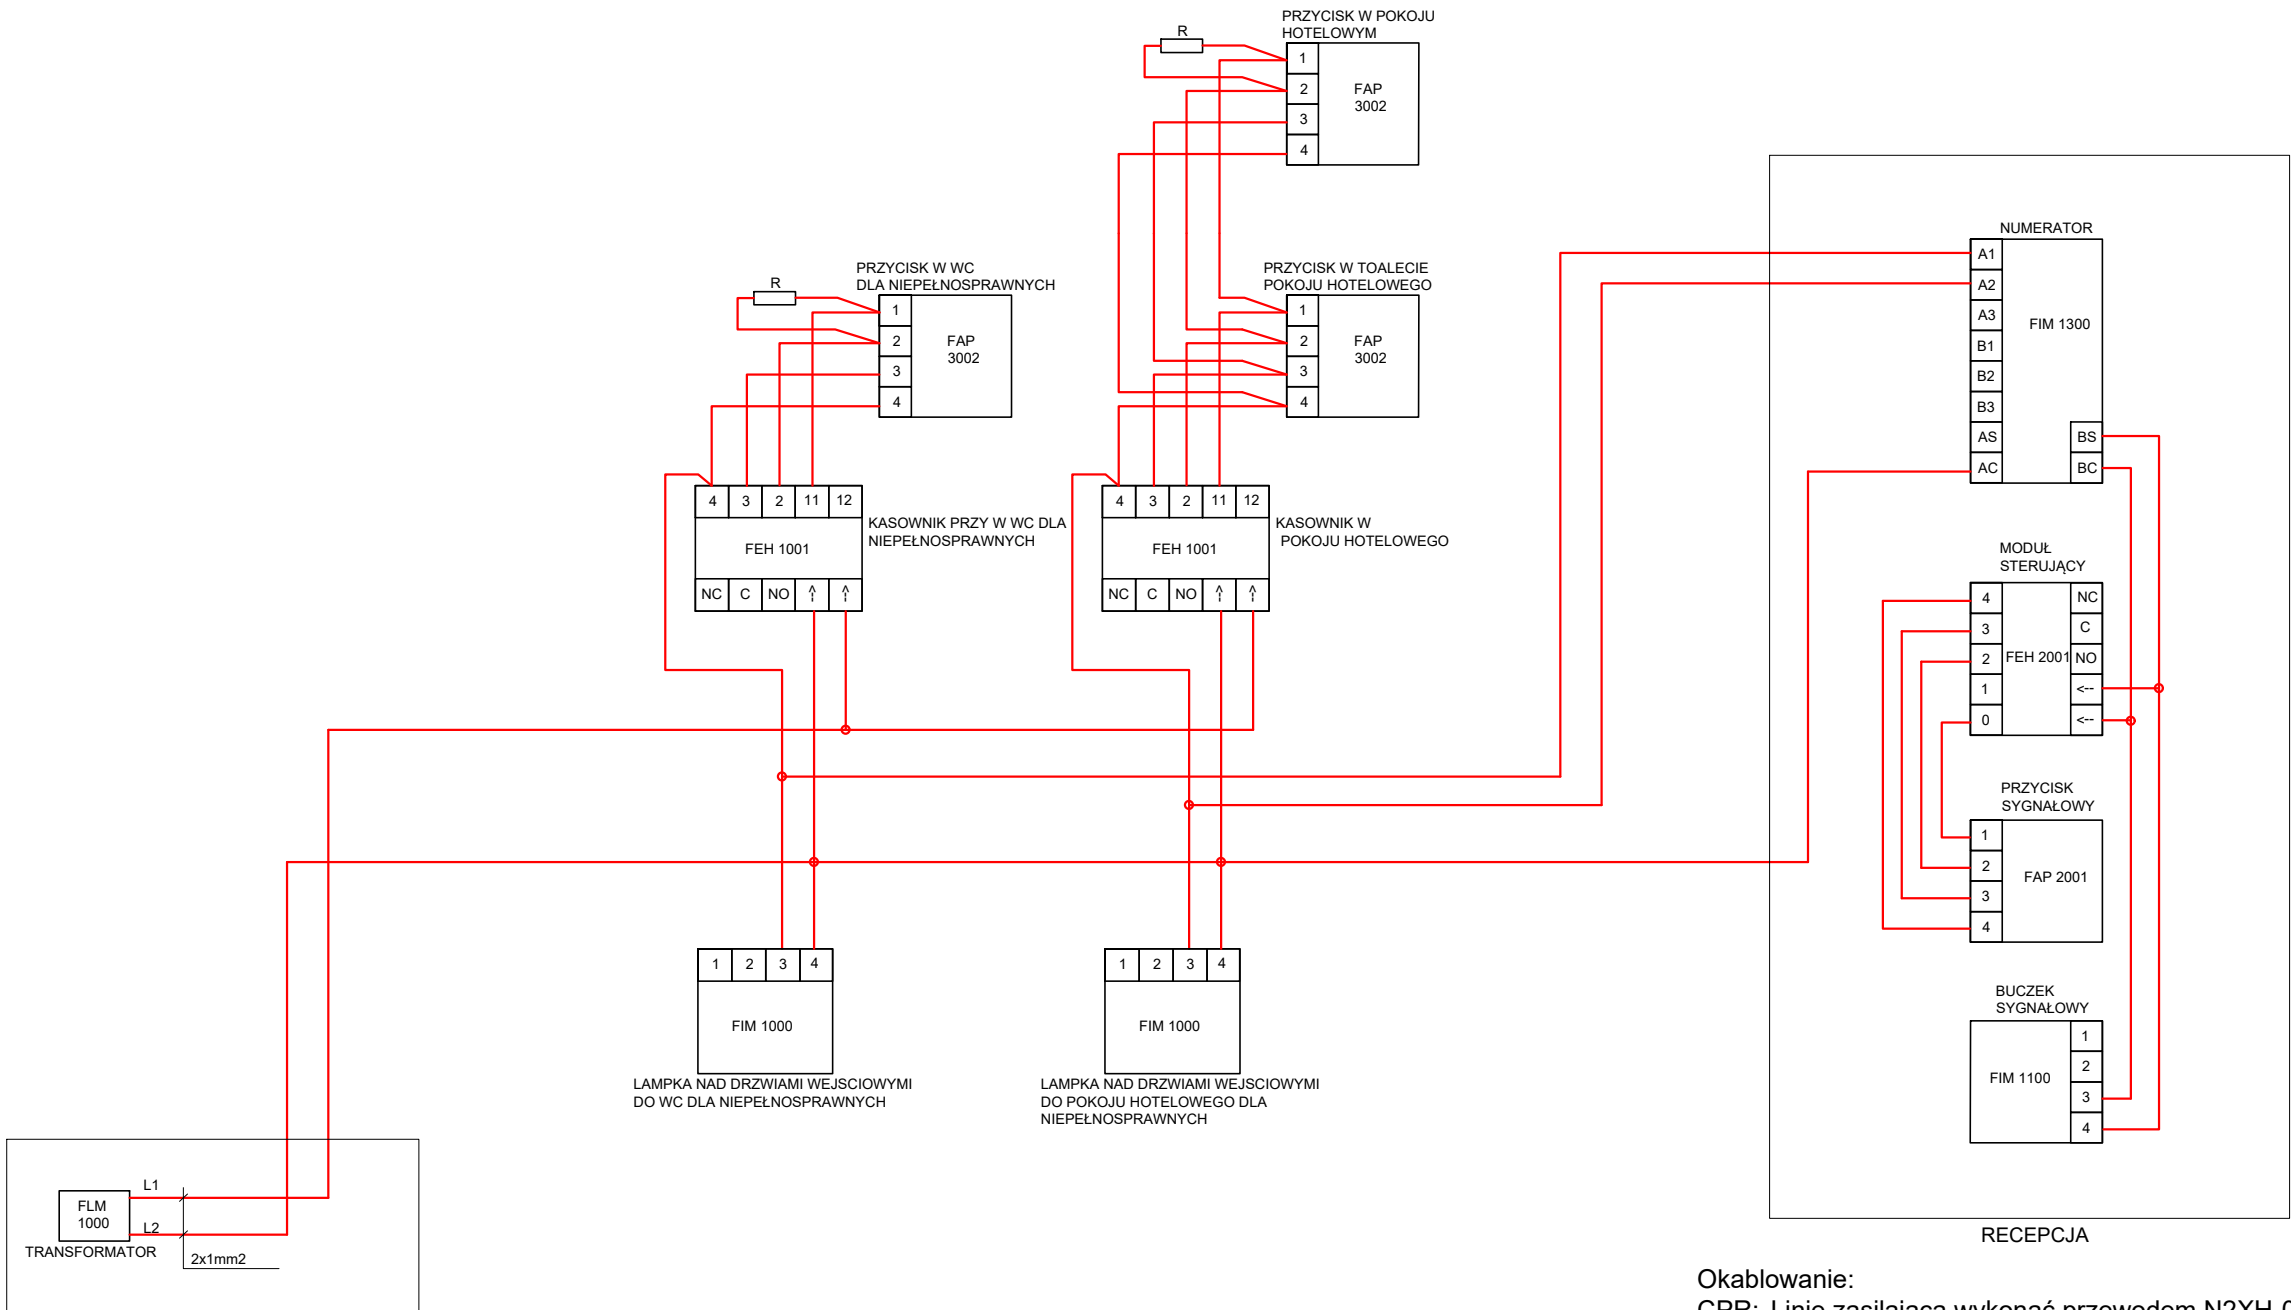 PRZYCISK W POKOJU
HOTELOWYM
R
1
2
3
4
FAP
3002
PRZYCISK W WC
DLA NIEPEŁNOSPRAWNYCH
R
1
2
3
4
FAP
3002
PRZYCISK W TOALECIE
POKOJU HOTELOWEGO
1
2
3
4
FAP
3002
4 3 2 11 12
FEH 1001
NC C NO
KASOWNIK PRZY W WC DLA
NIEPEŁNOSPRAWNYCH
4 3 2 11 12
FEH 1001
NC C NO
KASOWNIK W
POKOJU HOTELOWEGO
1 2 3 4
FIM 1000
LAMPKA NAD DRZWIAMI WEJSCIOWYMI
DO WC DLA NIEPEŁNOSPRAWNYCH
1 2 3 4
FIM 1000
LAMPKA NAD DRZWIAMI WEJSCIOWYMI
DO POKOJU HOTELOWEGO DLA
NIEPEŁNOSPRAWNYCH
FLM
1000
L1
L2
TRANSFORMATOR
2x1mm2
NUMERATOR
A1
A2
A3
B1
B2
B3
AS
AC
FIM 1300
BS
BC
MODUŁ
STERUJĄCY
4
3
2
1
0
FEH 2001
NC
C
NO
<--
<--
PRZYCISK
SYGNAŁOWY
1
2
3
4
FAP 2001
BUCZEK
SYGNAŁOWY
FIM 1100
1
2
3
4
RECEPCJA
Okablowanie:
CPR: Linię zasilającą wykonać przewodem N2XH